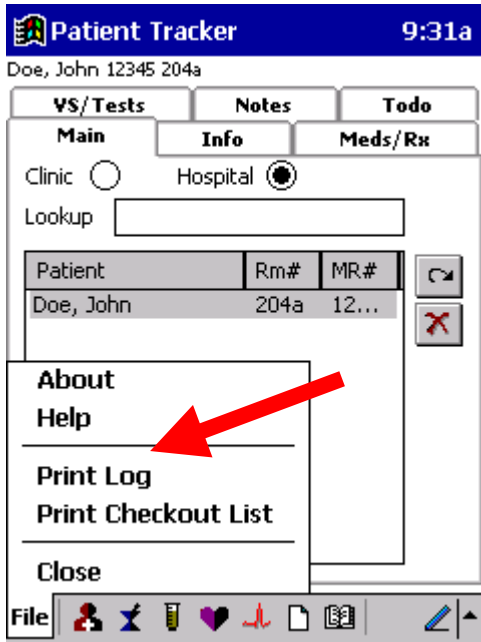 Patient Tracker 9:31a
Doe, John 12345 204a
VS/Tests Notes Todo
Main Info Meds/Rx
Clinic Hospital
Lookup
Patient Rm# MR#
Doe, John 204a 12...
About
Help
Print Log
Print Checkout List
Close
File